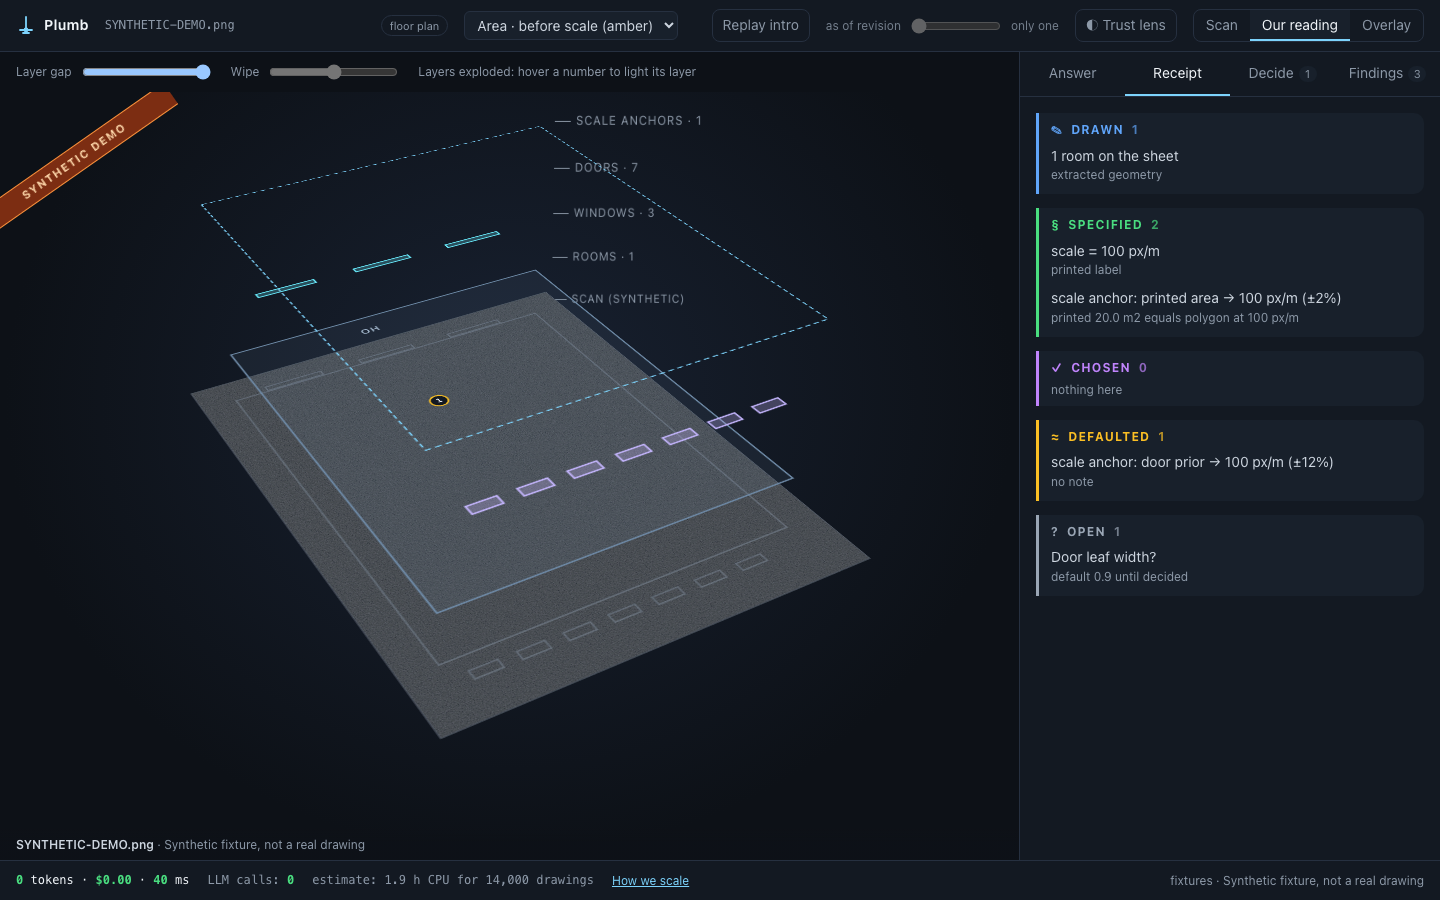 Plumb SYNTHETIC-DEMO.png floor plan Area · before scale (amber) Replay intro as of revision only one Trust lens Scan Our reading Overlay
Layer gap Wipe Layers exploded: hover a number to light its layer
Answer Receipt Decide 1 Findings 3
SYNTHETIC DEMO
SCALE ANCHORS · 1
DOORS · 7
WINDOWS · 3
ROOMS · 1
SCAN (SYNTHETIC)
OH
✎ DRAWN 1
1 room on the sheet
extracted geometry
§ SPECIFIED 2
scale = 100 px/m
printed label
scale anchor: printed area → 100 px/m (±2%)
printed 20.0 m2 equals polygon at 100 px/m
✓ CHOSEN 0
nothing here
≈ DEFAULTED 1
scale anchor: door prior → 100 px/m (±12%)
no note
? OPEN 1
Door leaf width?
default 0.9 until decided
SYNTHETIC-DEMO.png · Synthetic fixture, not a real drawing
0 tokens · $0.00 · 40 ms LLM calls: 0 estimate: 1.9 h CPU for 14,000 drawings How we scale
fixtures · Synthetic fixture, not a real drawing